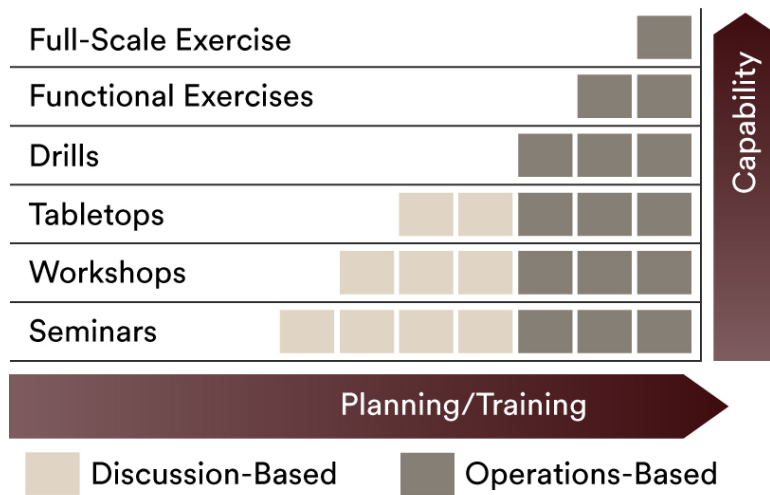 Full-Scale Exercise
Functional Exercises
Drills
Tabletops
Workshops
Seminars
Capability
Planning/Training
Discussion-Based
Operations-Based